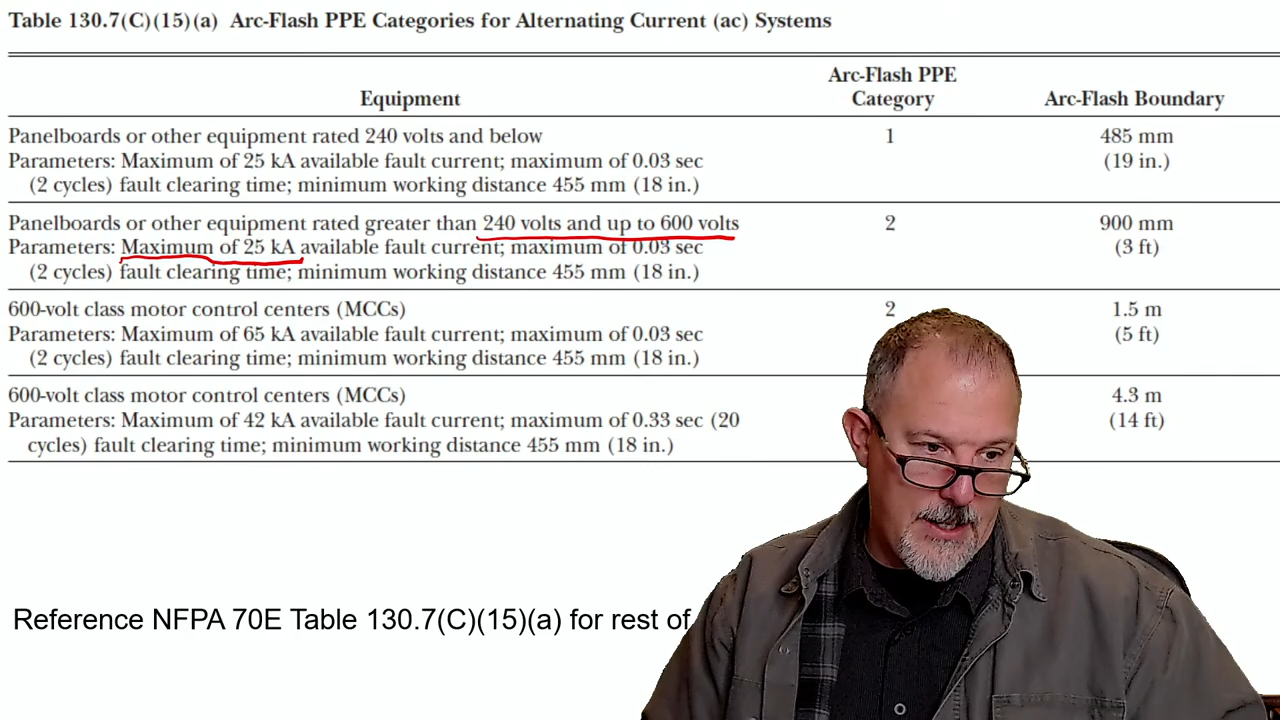 Table 130.7(C)(15)(a) Arc-Flash PPE Categories for Alternating Current (ac) Systems
Equipment
Arc-Flash PPE Category
Arc-Flash Boundary
Panelboards or other equipment rated 240 volts and below
1
485 mm
Parameters: Maximum of 25 kA available fault current; maximum of 0.03 sec
(19 in.)
(2 cycles) fault clearing time; minimum working distance 455 mm (18 in.)
Panelboards or other equipment rated greater than 240 volts and up to 600 volts
2
900 mm
Parameters: Maximum of 25 kA available fault current; maximum of 0.03 sec
(3 ft)
(2 cycles) fault clearing time; minimum working distance 455 mm (18 in.)
600-volt class motor control centers (MCCs)
2
1.5 m
Parameters: Maximum of 65 kA available fault current; maximum of 0.03 sec
(5 ft)
(2 cycles) fault clearing time; minimum working distance 455 mm (18 in.)
600-volt class motor control centers (MCCs)
4.3 m
Parameters: Maximum of 42 kA available fault current; maximum of 0.33 sec (20
(14 ft)
cycles) fault clearing time; minimum working distance 455 mm (18 in.)
Reference NFPA 70E Table 130.7(C)(15)(a) for rest of